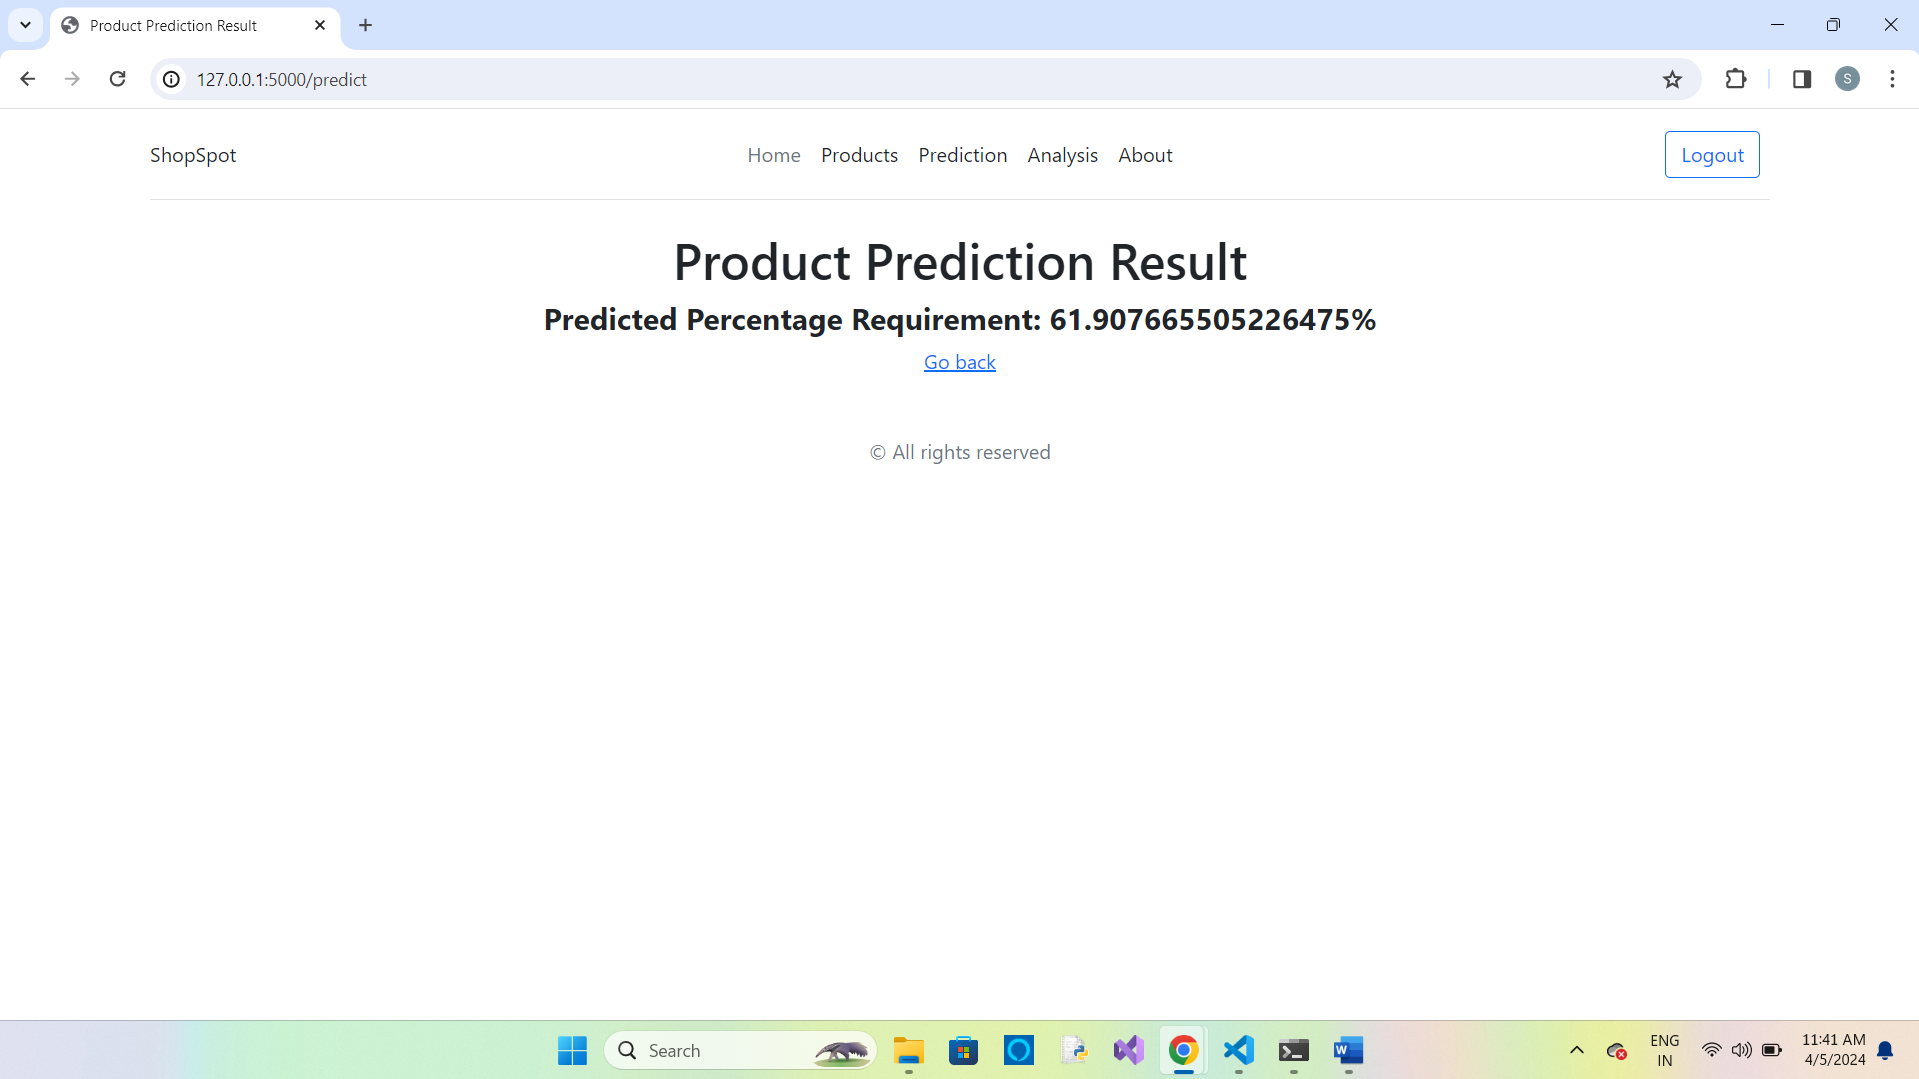 Product Prediction Result
127.0.0.1:5000/predict
S
ShopSpot
Home Products Prediction Analysis About
Logout
Product Prediction Result
Predicted Percentage Requirement: 61.907665505226475%
Go back
© All rights reserved
Search
W
ENG
IN
11:41 AM
4/5/2024